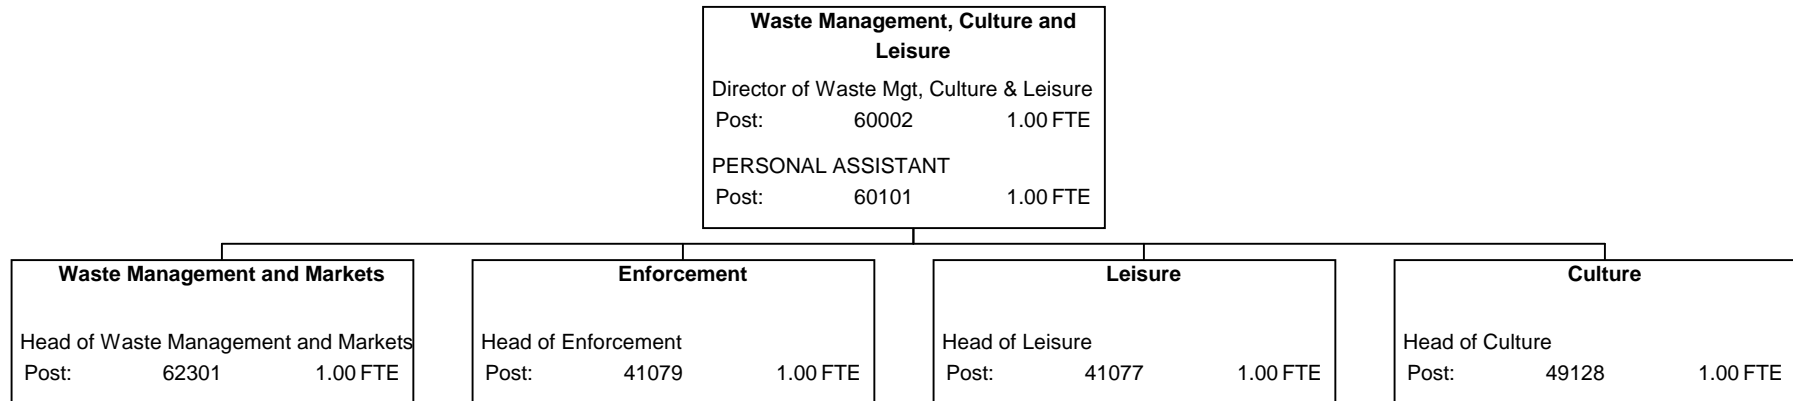 Waste Management, Culture and
Leisure
Director of Waste Mgt, Culture & Leisure
Post: 60002 1.00 FTE
PERSONAL ASSISTANT
Post: 60101 1.00 FTE
Waste Management and Markets
Head of Waste Management and Markets
Post: 62301 1.00 FTE
Enforcement
Head of Enforcement
Post: 41079 1.00 FTE
Leisure
Head of Leisure
Post: 41077 1.00 FTE
Culture
Head of Culture
Post: 49128 1.00 FTE